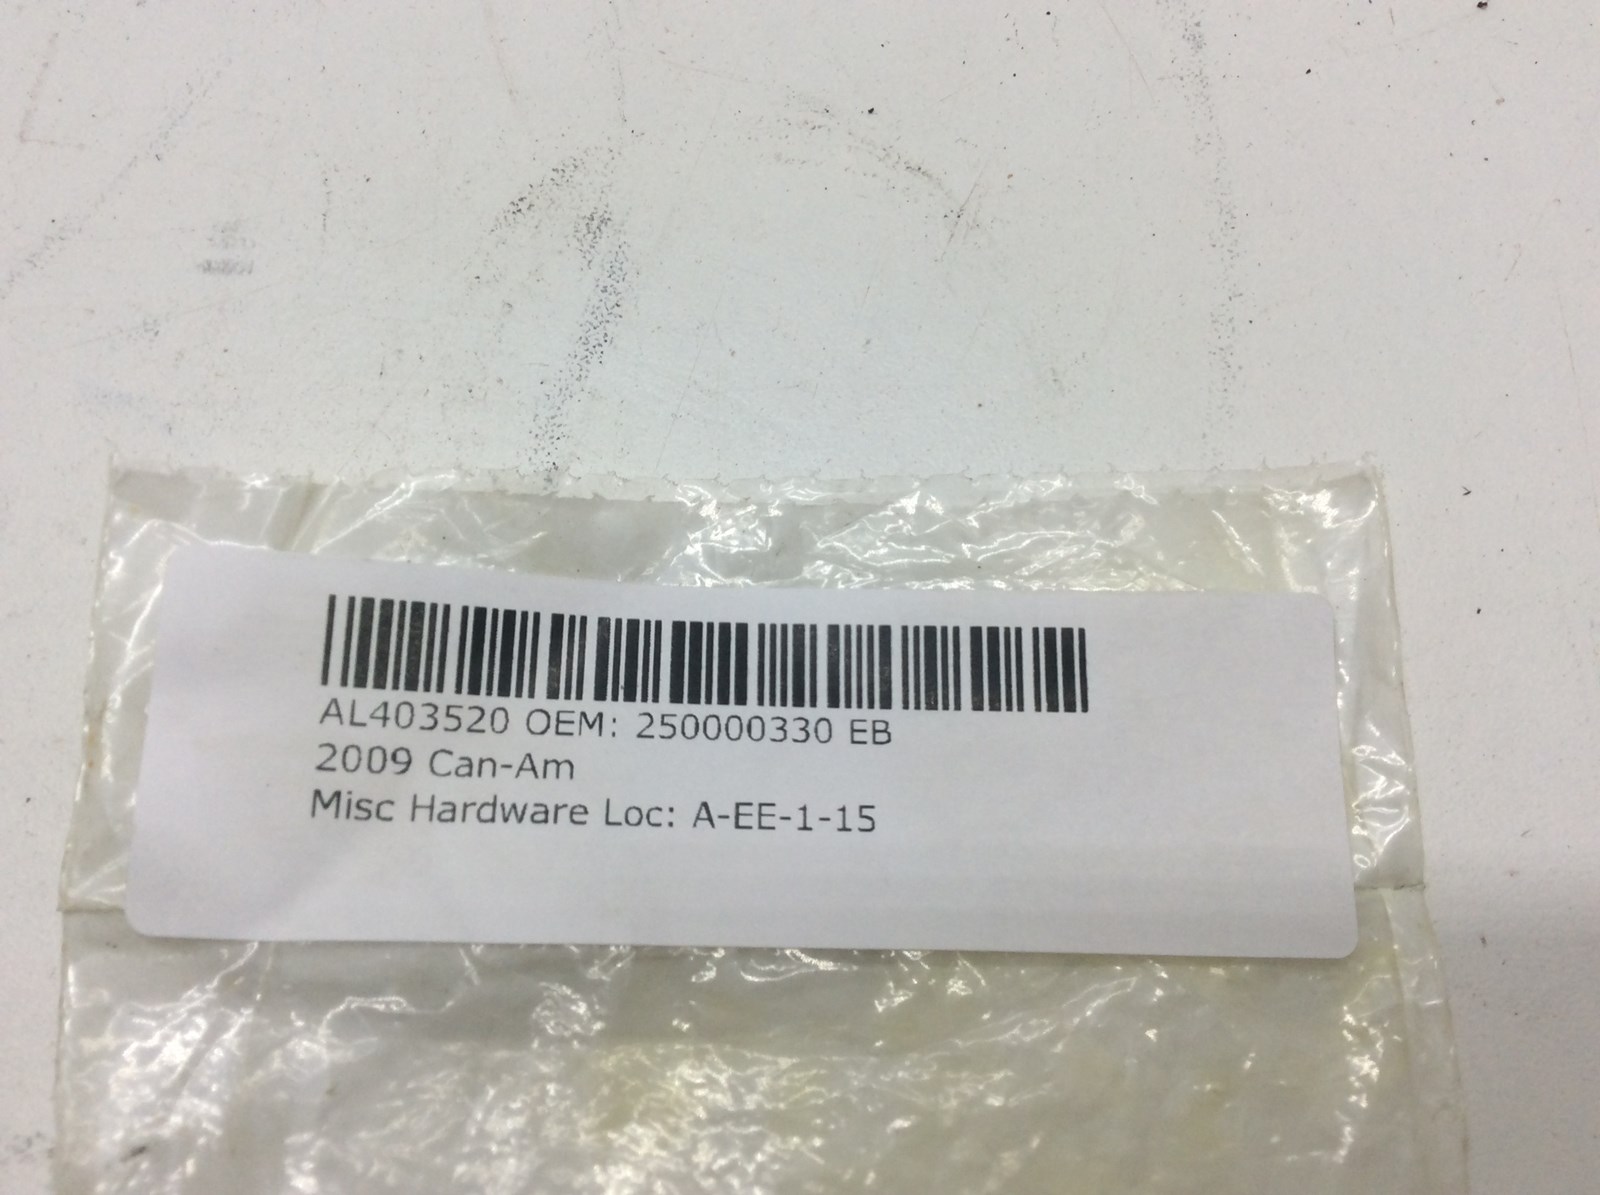 AL403520 OEM: 250000330 EB
2009 Can-Am
Misc Hardware Loc: A-EE-1-15